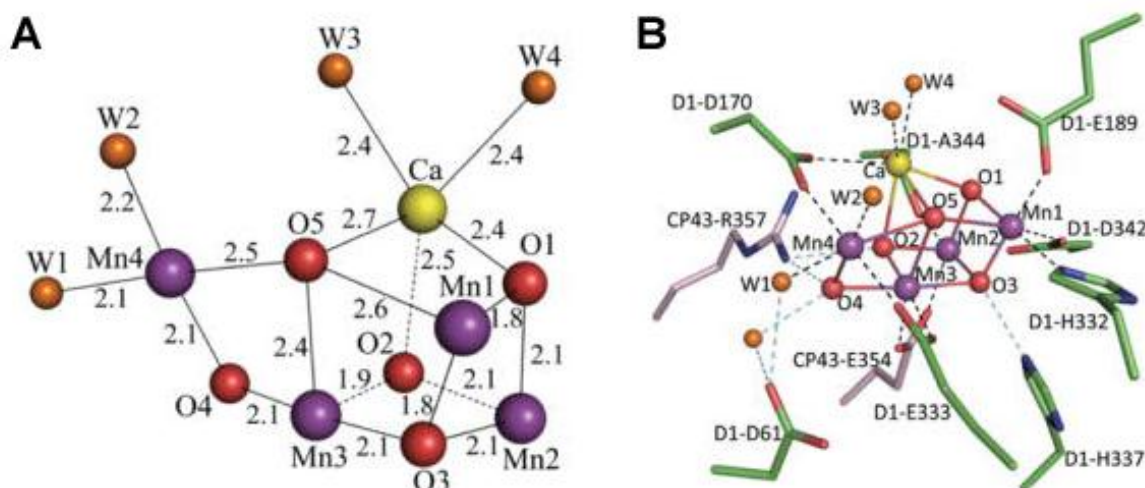 A
W3
W4
W2
2.4
2.4
Ca
2.2
O5
2.7
2.4
O1
Mn4
2.5
2.5
Mn1
W1
2.1
2.6
1.8
O2
2.1
2.4
2.1
1.9
2.1
O4
2.1
1.8
Mn3
2.1
O3
2.1
Mn2
B
W4
D1-D170
W3
D1-E189
D1-A344
Ca
O1
W2
O5
Mn1
CP43-R357
D1-D342
Mn4
O2
Mn2
Mn3
W1
O4
O3
D1-H332
CP43-E354
D1-E333
D1-D61
D1-H337